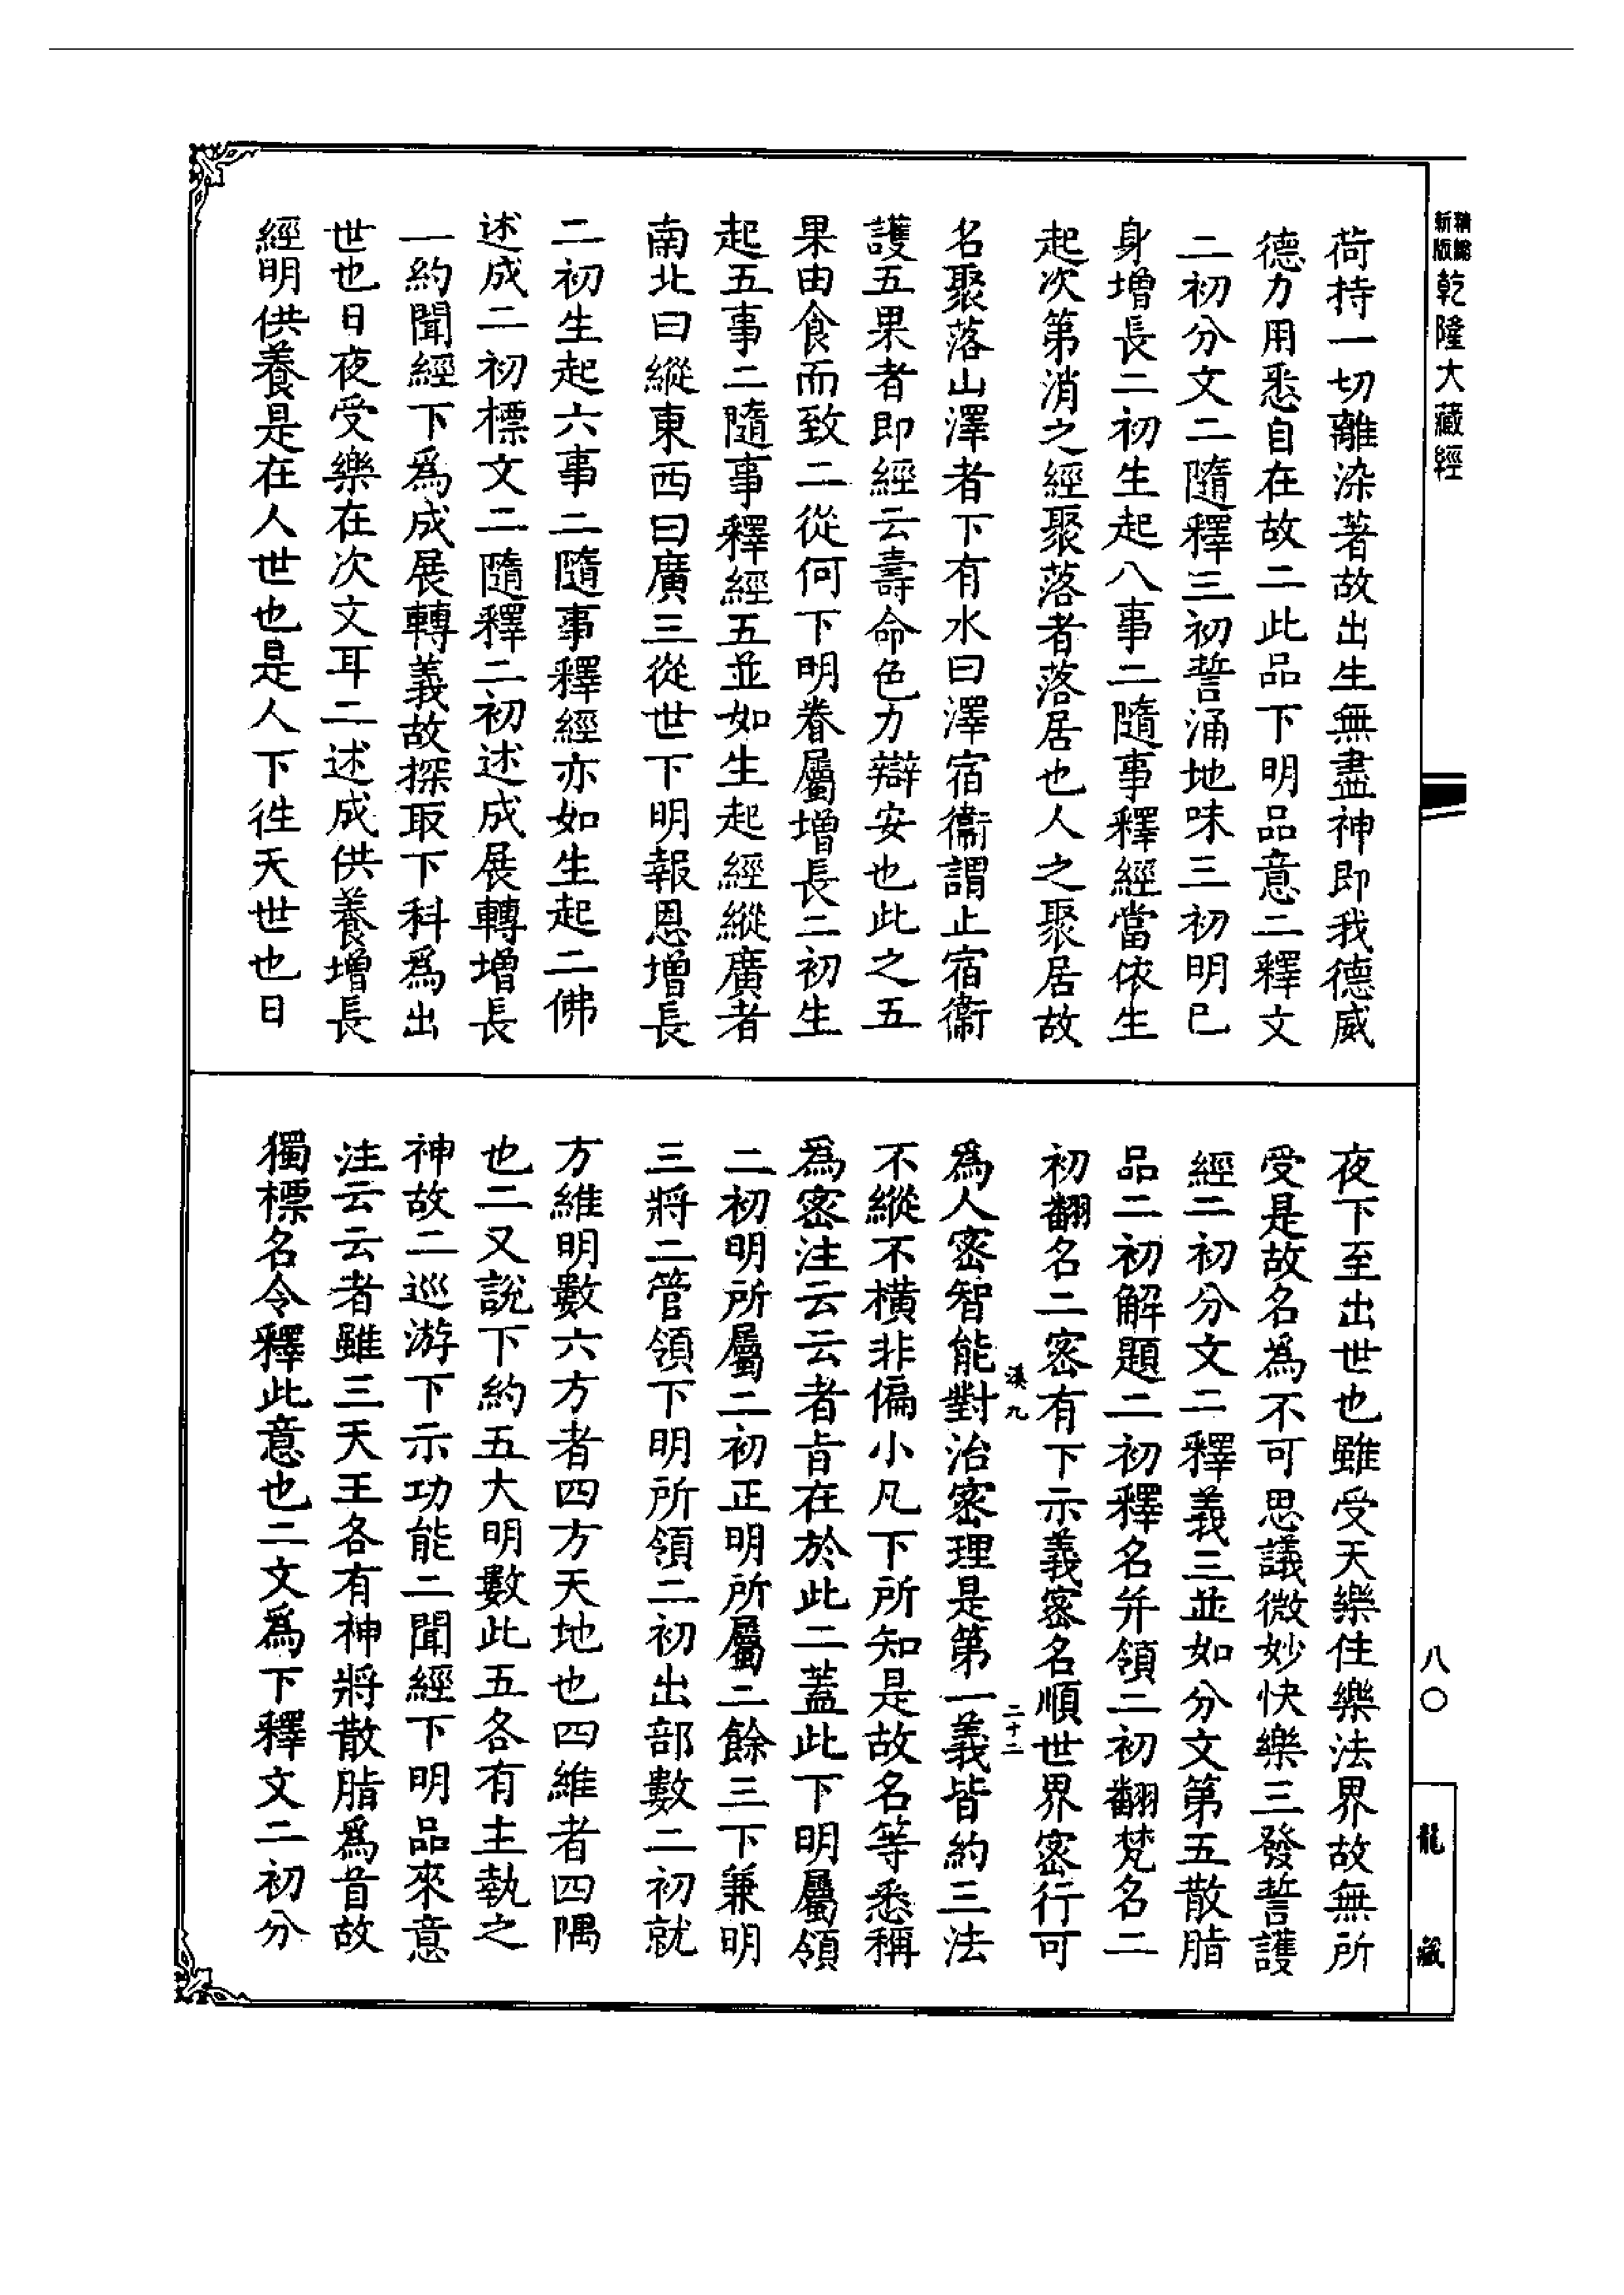 精縮新版乾隆大藏經
荷持一切離染著故出生無盡神即我德威
德力用悉自在故二此品下明品意二釋文
二初分文二隨釋三初誓涌地味三初明已
身增長二初生起八事二隨事釋經當依生
起次第消之經聚落者落居也人之聚居故
名聚落山澤者下有水曰澤宿衞謂止宿衞
護五果者即經云壽命色力辯安也此之五
果由食而致二從何下明眷屬增長二初生
起五事二隨事釋經五並如生起經縱廣者
南北曰縱東西曰廣三從世下明報恩增長
二初生起六事二隨事釋經亦如生起二佛
述成二初標文二隨釋二初述成展轉增長
一約聞經下爲成展轉義故探取下科爲出
世也日夜受樂在次文耳二述成供養增長
經明供養是在人世也是人下徃天世也日
夜下至出世也雖受天樂住樂法界故無所
受是故名爲不可思議微妙快樂三發誓護
經二初分文二釋義三並如分文第五散脂
品二初解題二初釋名并領二初翻梵名二
初翻名二密有下示義密名順世界密行可
爲人密智能對治密理是第一義皆約三法
不縱不橫非偏小凡下所知是故名等悉稱
爲密注云云者肯在於此二蓋此下明屬領
二初明所屬二初正明所屬二餘三下兼明
三將二管領下明所領二初出部數二初就
方維明數六方者四方天地也四維者四隅
也二又說下約五大明數此五各有主執之
神故二巡游下示功能二聞經下明品來意
注云云者雖三天王各有神將散脂爲首故
獨標名令釋此意也二文爲下釋文二初分
漢九
二十二
八〇
龍藏